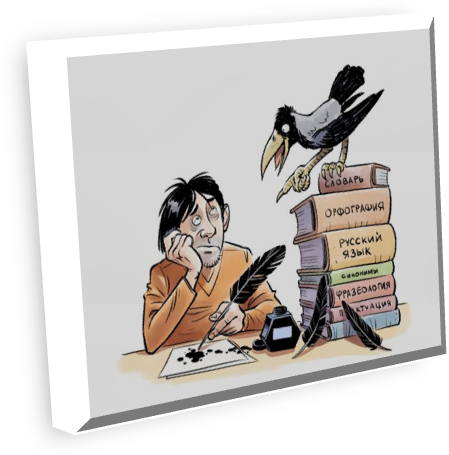 СЛОВАРЬ
ОРФОГРАФИЯ
РУССКИЙ
ЯЗЫК
СИНОНИМЫ
ФРАЗЕОЛОГИЯ